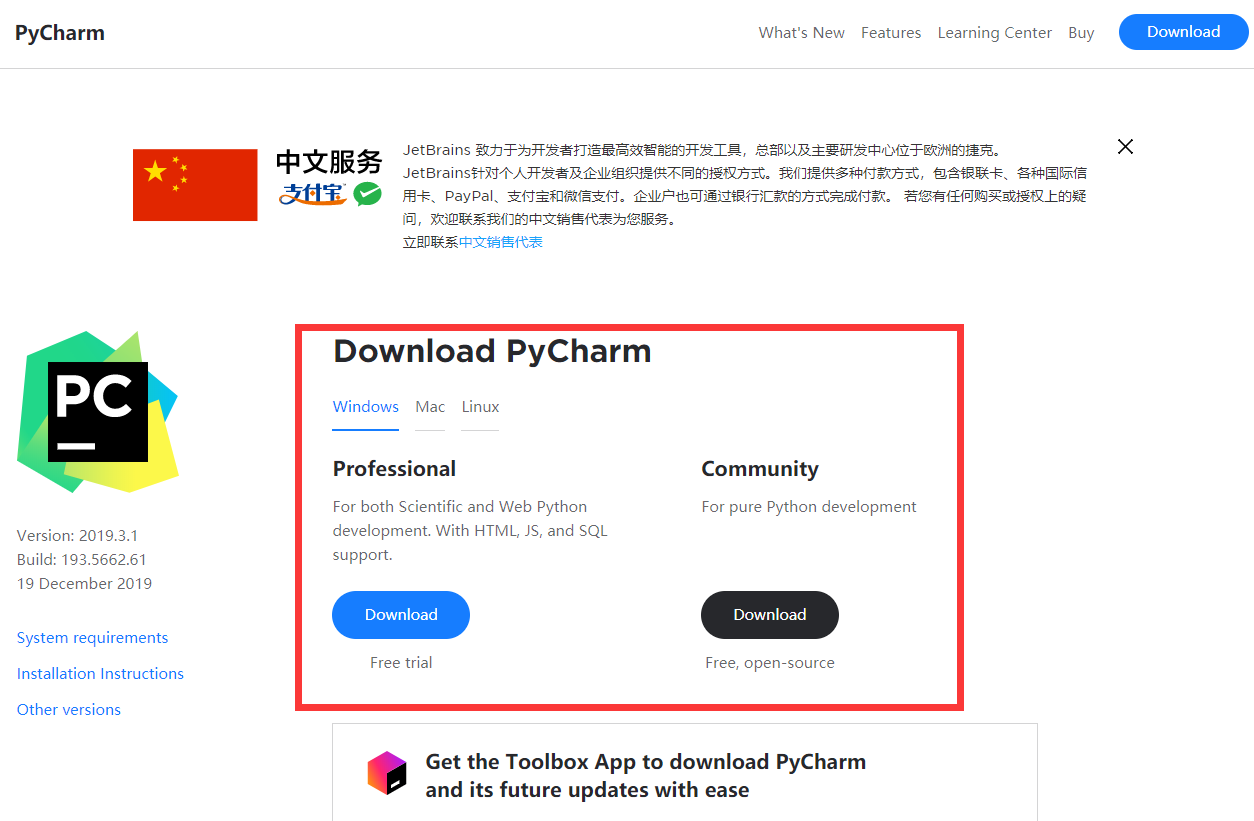 PyCharm
What's New Features Learning Center Buy Download
中文服务
支付宝
JetBrains 致力于为开发者打造最高效智能的开发工具，总部以及主要研发中心位于欧洲的捷克。
JetBrains针对个人开发者及企业组织提供不同的授权方式。我们提供多种付款方式，包含银联卡、各种国际信
用卡、PayPal、支付宝和微信支付。企业户也可通过银行汇款的方式完成付款。 若您有任何购买或授权上的疑
问，欢迎联系我们的中文销售代表为您服务。
立即联系中文销售代表
PC
Version: 2019.3.1
Build: 193.5662.61
19 December 2019
System requirements
Installation Instructions
Other versions
Download PyCharm
Windows Mac Linux
Professional
For both Scientific and Web Python
development. With HTML, JS, and SQL
support.
Download
Free trial
Community
For pure Python development
Download
Free, open-source
Get the Toolbox App to download PyCharm
and its future updates with ease